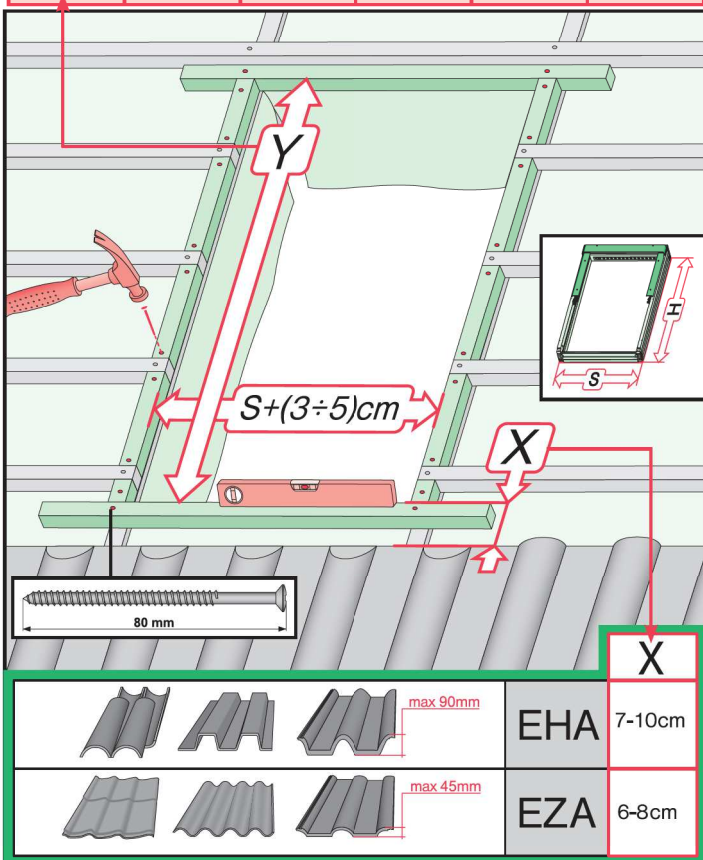 Y
H
S
S+(3÷5)cm
X
80 mm
X
max 90mm
EHA
7-10cm
max 45mm
EZA
6-8cm